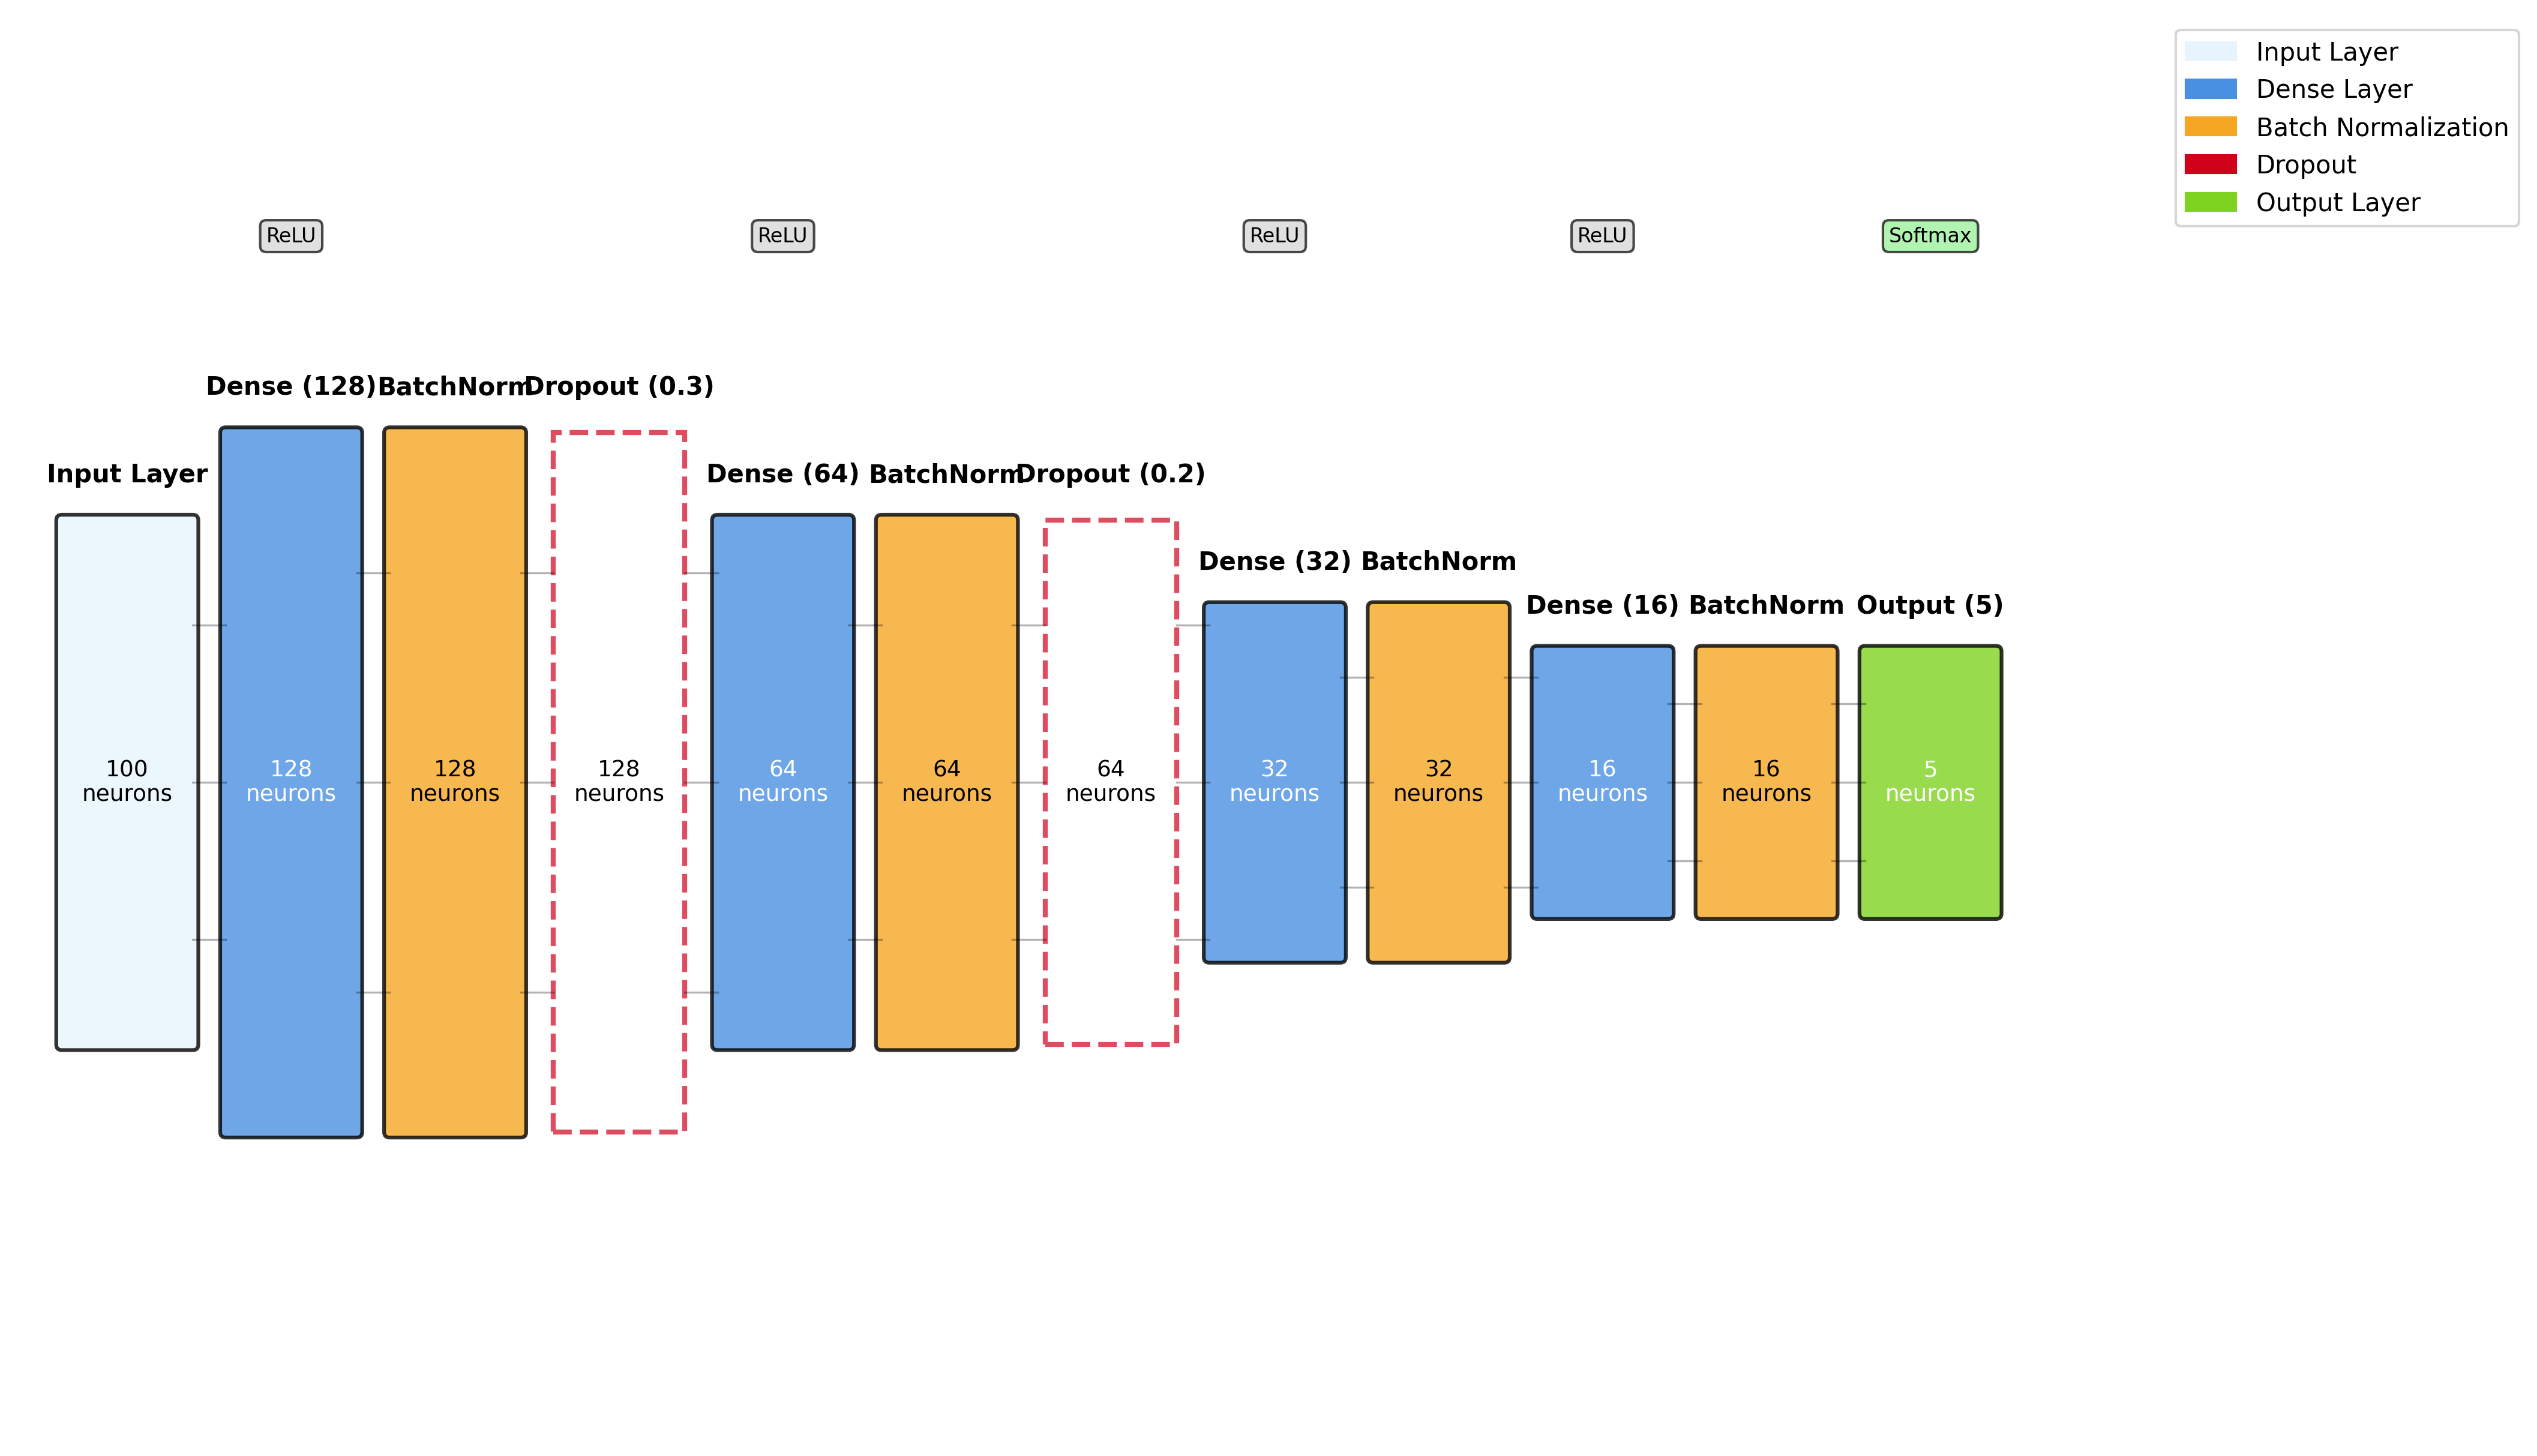 Input Layer
Dense Layer
Batch Normalization
Dropout
Output Layer
ReLU
ReLU
ReLU
ReLU
Softmax
Dense (128)
BatchNorm
Dropout (0.3)
Input Layer
Dense (64)
BatchNorm
Dropout (0.2)
Dense (32)
BatchNorm
Dense (16)
BatchNorm
Output (5)
100
neurons
128
neurons
128
neurons
128
neurons
64
neurons
64
neurons
64
neurons
32
neurons
32
neurons
16
neurons
16
neurons
5
neurons